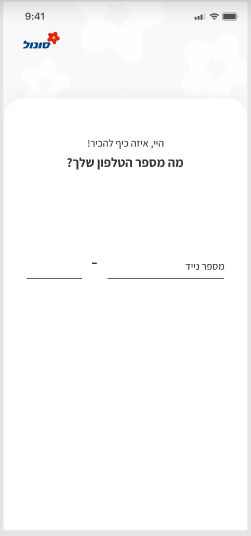 9:41
סונול
היי, איזה כיף להכיר!
מה מספר הטלפון שלך?
מספר נייד -